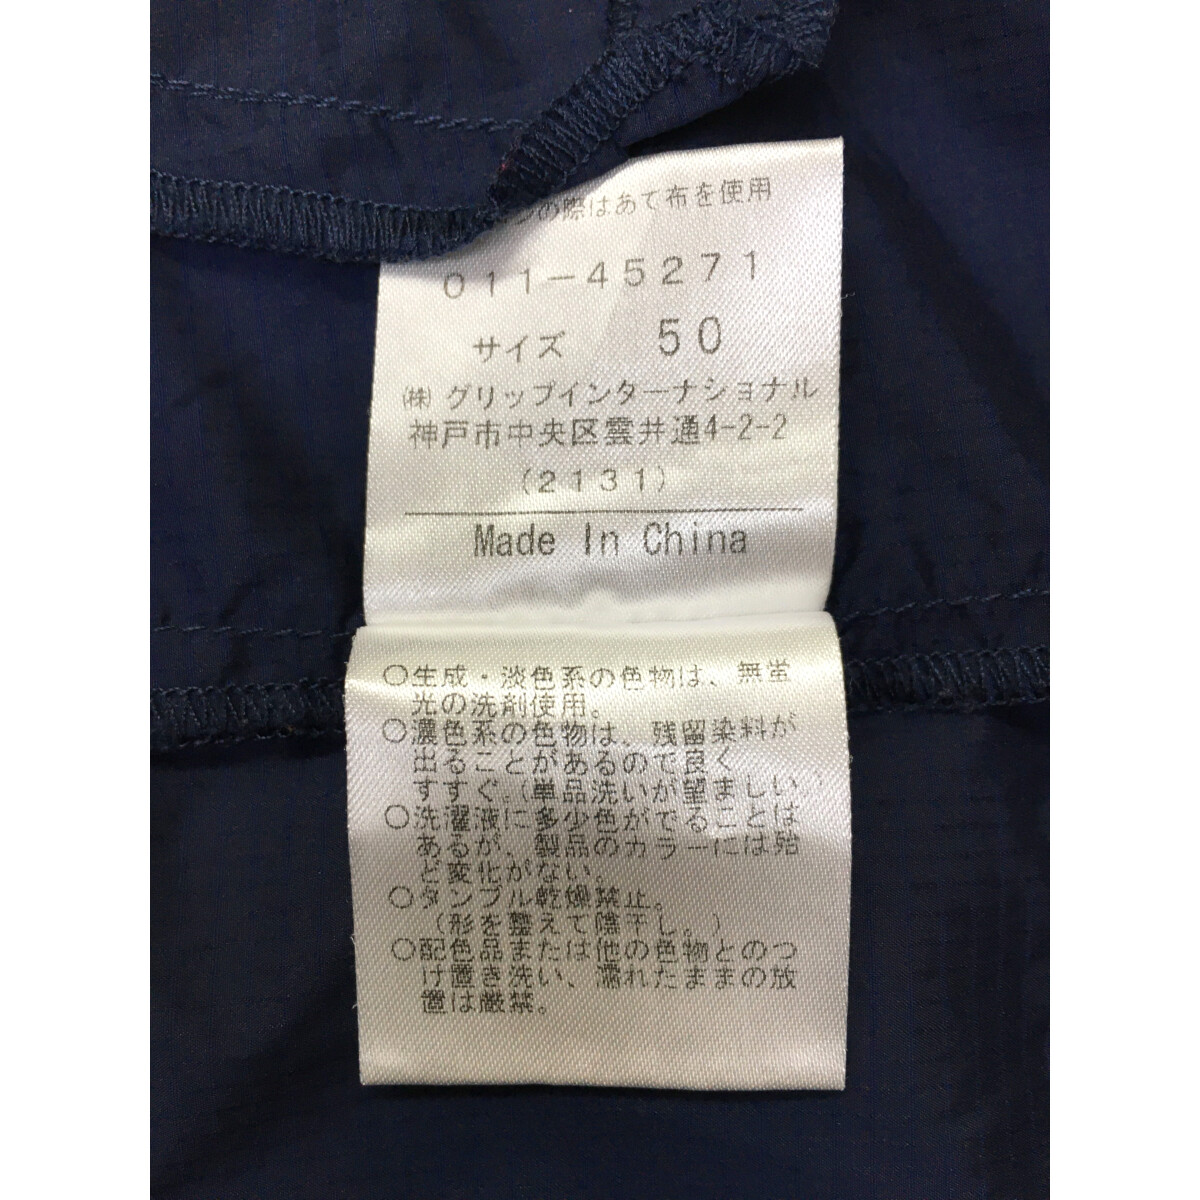 の際はあて布を使用
011-45271
サイズ 50
㈱ グリップインターナショナル
神戸市中央区雲井通4-2-2
(2131)
Made In China
○生成・淡色系の色物は、無蛍
光の洗剤使用。
○濃色系の色物は、残留染料が
出ることがあるので良く
すすぐ。(単品洗いが望ましい。)
○洗濯液に多少色がでることは
あるが、製品のカラーには殆
ど変化がない。
○タンブル乾燥禁止。
(形を整えて陰干し。)
○配色品または他の色物とのつ
け置き洗い、濡れたままの放
置は厳禁。